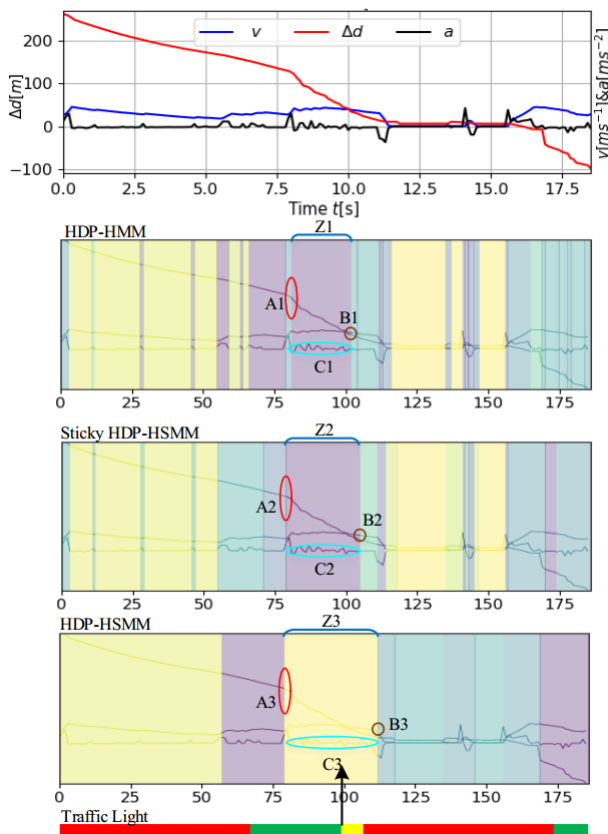 v Δd a
200
100
0
−100
Δd[m]
v[ms⁻¹]&a[ms⁻²]
0.0 2.5 5.0 7.5 10.0 12.5 15.0 17.5
Time t[s]
HDP-HMM
Z1
A1
B1
C1
0 25 50 75 100 125 150 175
Sticky HDP-HSMM
Z2
A2
B2
C2
0 25 50 75 100 125 150 175
HDP-HSMM
Z3
A3
B3
C3
0 25 50 75 100 125 150 175
Traffic Light